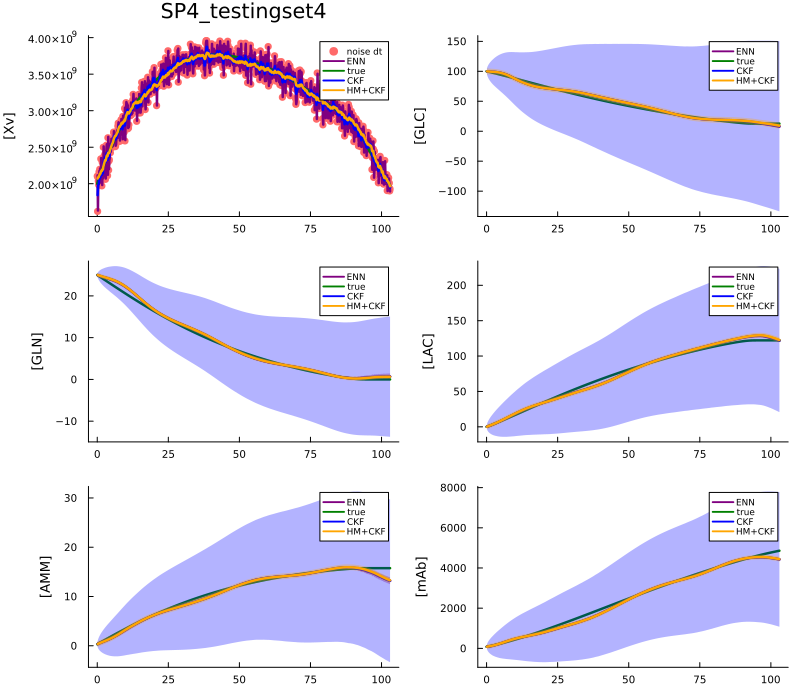 SP4_testingset4
4.00×10⁹
3.50×10⁹
3.00×10⁹
2.50×10⁹
2.00×10⁹
[Xv]
noise dt
ENN
true
CKF
HM+CKF
0 25 50 75 100
150
100
50
0
−50
−100
[GLC]
ENN
true
CKF
HM+CKF
0 25 50 75 100
20
10
0
−10
[GLN]
ENN
true
CKF
HM+CKF
0 25 50 75 100
200
150
100
50
0
[LAC]
ENN
true
CKF
HM+CKF
0 25 50 75 100
30
20
10
0
[AMM]
ENN
true
CKF
HM+CKF
0 25 50 75 100
8000
6000
4000
2000
0
[mAb]
ENN
true
CKF
HM+CKF
0 25 50 75 100